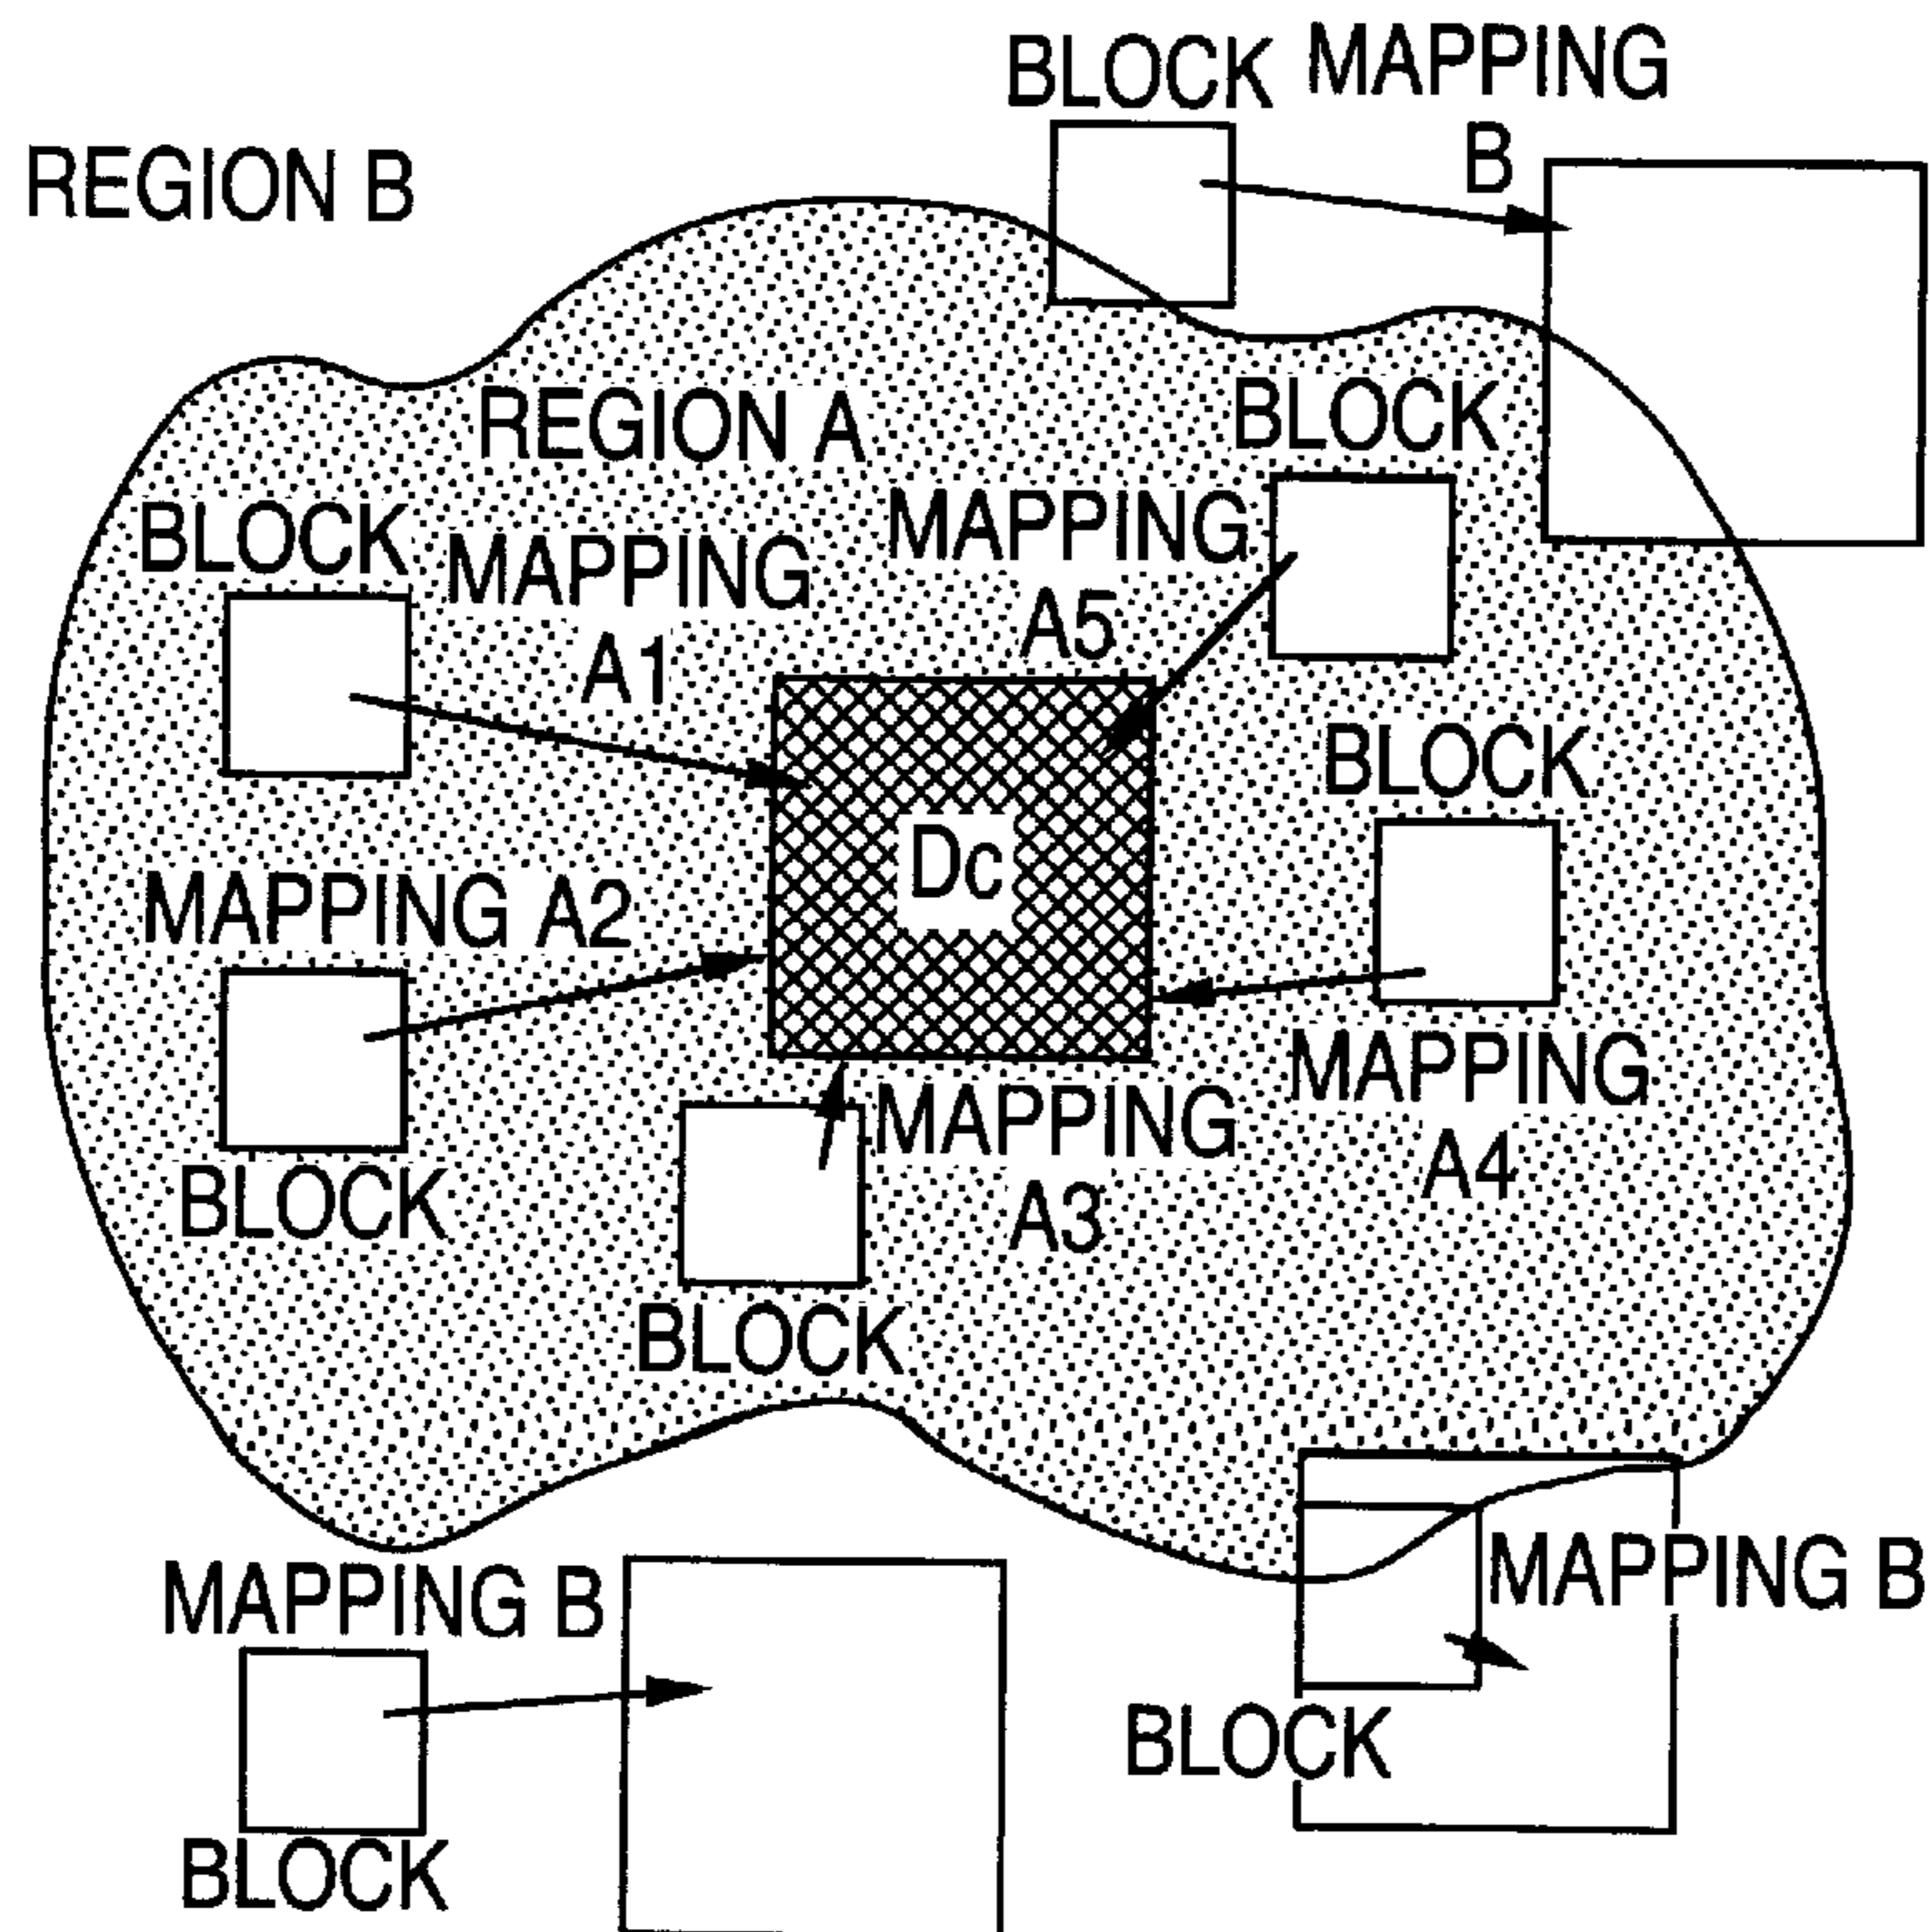 BLOCK MAPPING
B
REGION B
REGION A
BLOCK
BLOCK
MAPPING
A1
MAPPING
A5
BLOCK
Dc
MAPPING A2
BLOCK
MAPPING
A3
MAPPING
A4
BLOCK
MAPPING B
BLOCK
MAPPING B
BLOCK